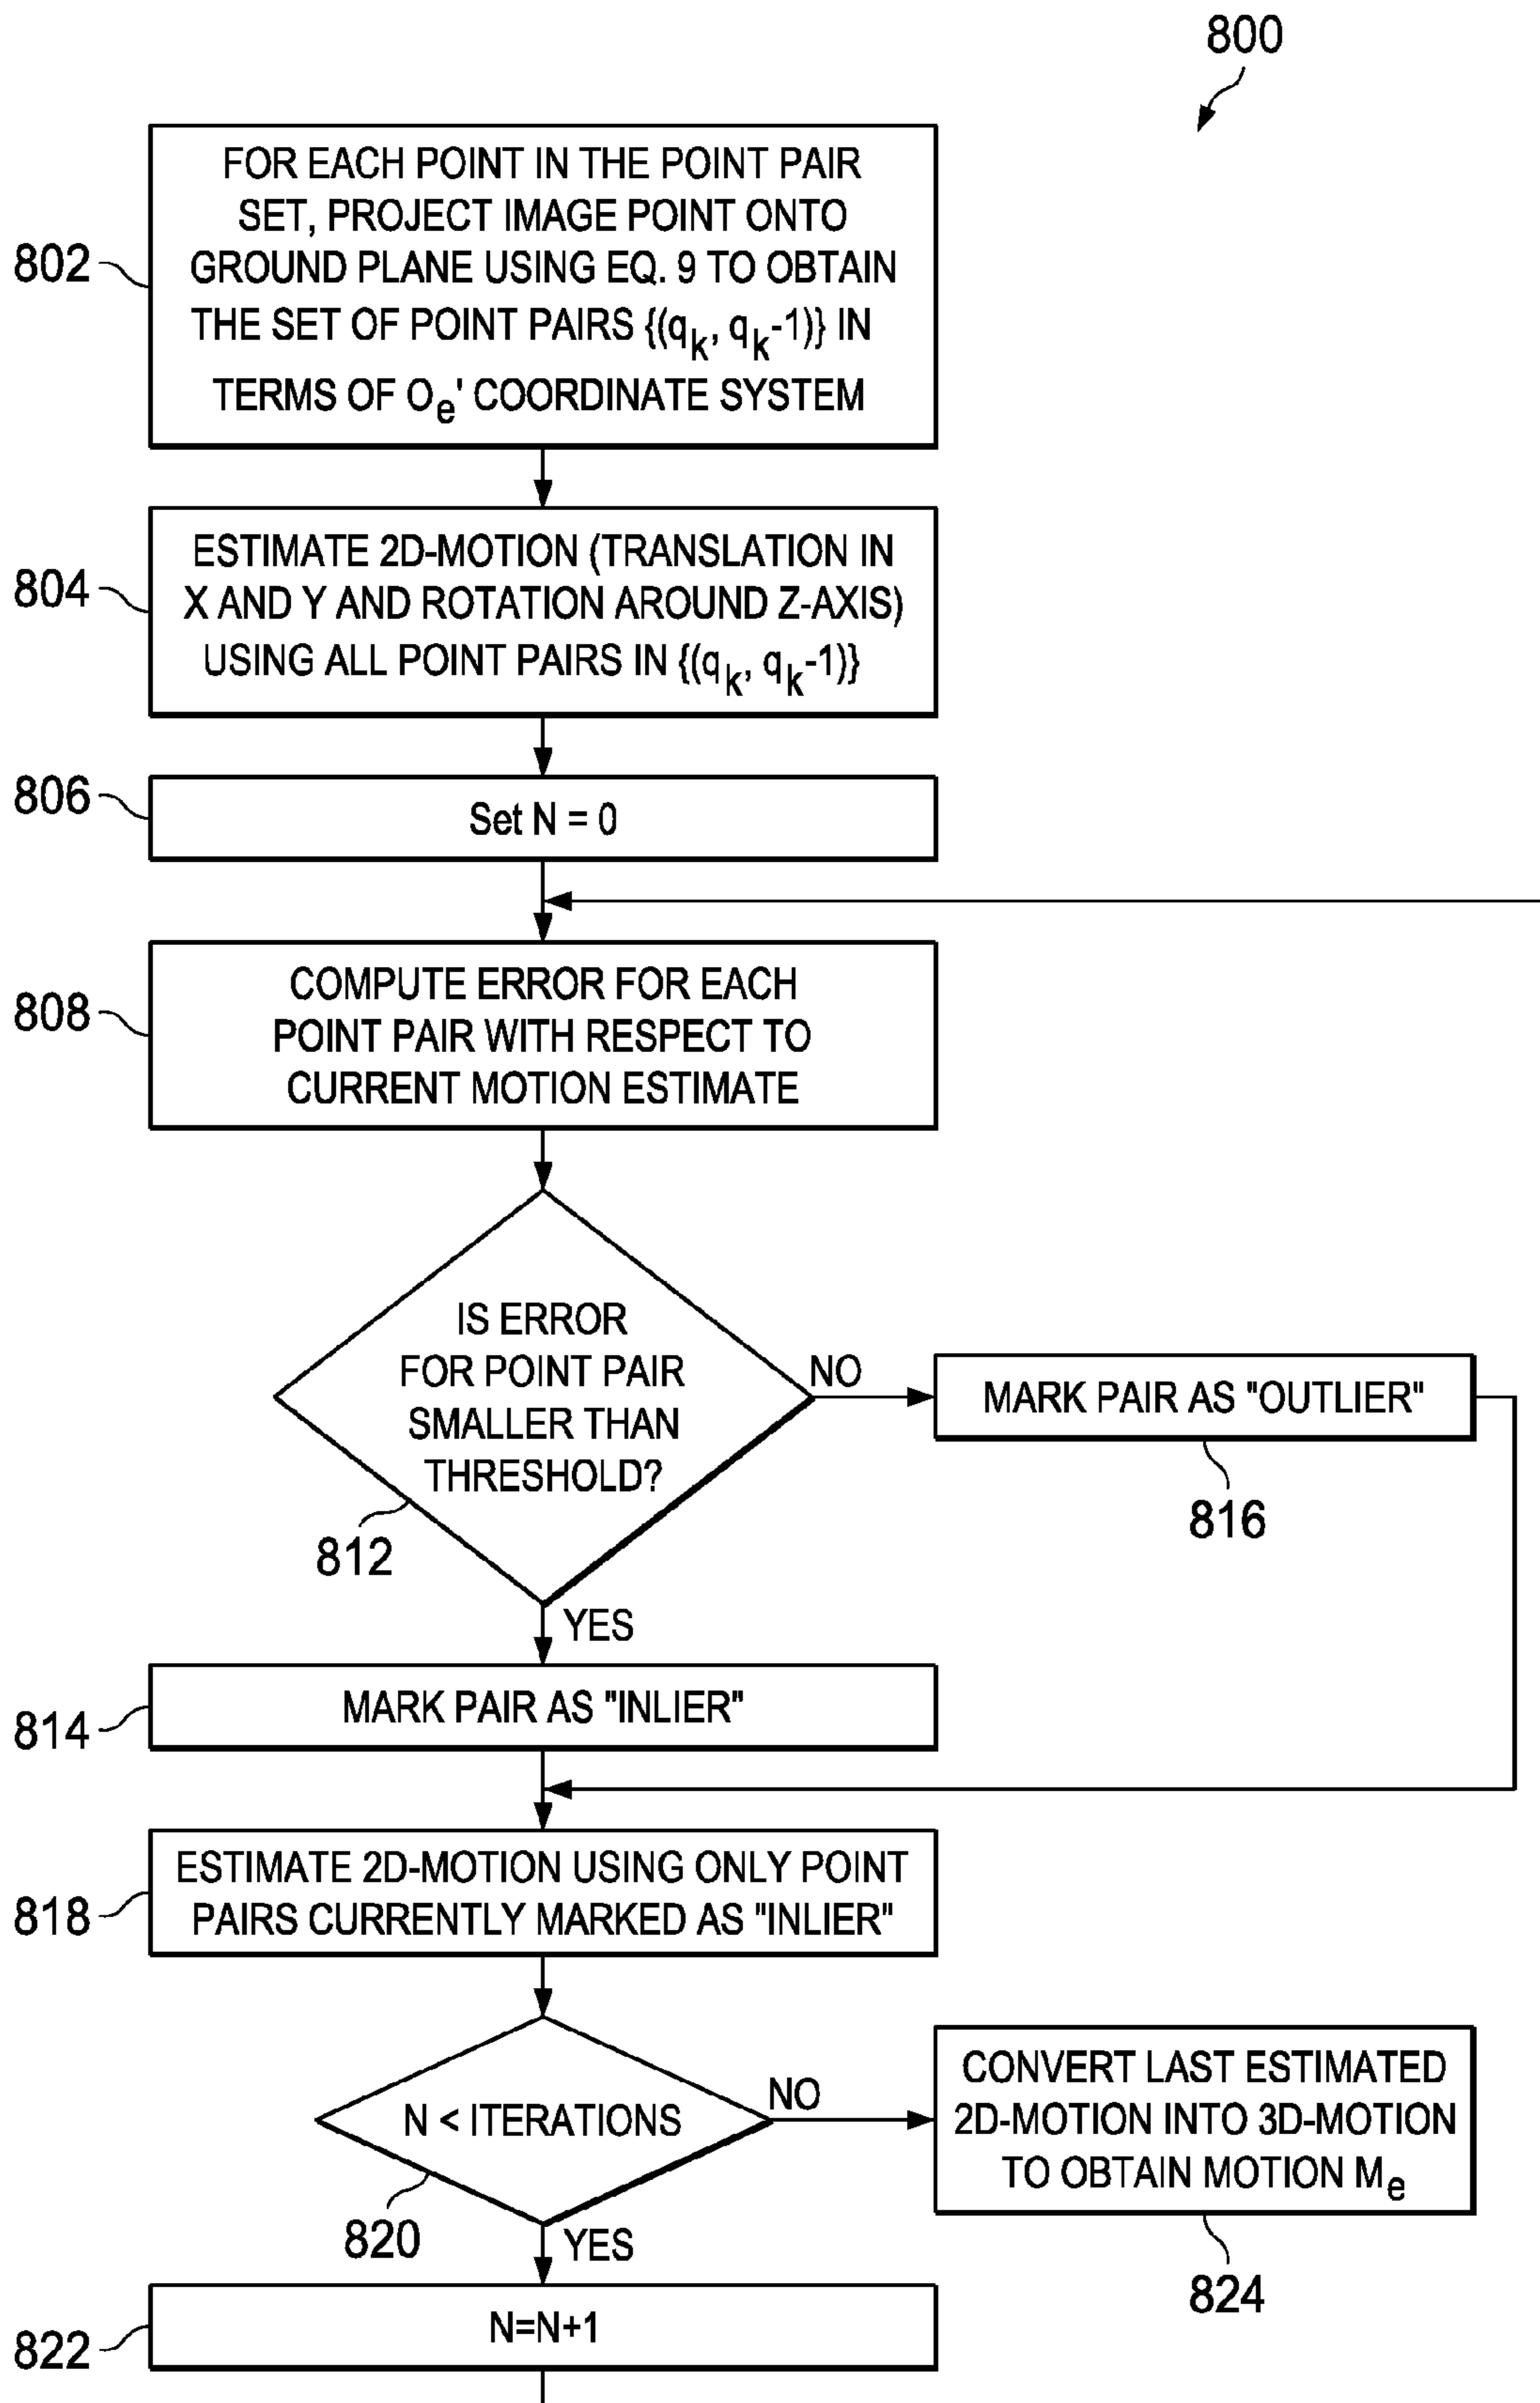 800
802
FOR EACH POINT IN THE POINT PAIR
SET, PROJECT IMAGE POINT ONTO
GROUND PLANE USING EQ. 9 TO OBTAIN
THE SET OF POINT PAIRS {(qk, qk-1)} IN
TERMS OF Oe' COORDINATE SYSTEM
804
ESTIMATE 2D-MOTION (TRANSLATION IN
X AND Y AND ROTATION AROUND Z-AXIS)
USING ALL POINT PAIRS IN {(qk, qk-1)}
806
Set N = 0
808
COMPUTE ERROR FOR EACH
POINT PAIR WITH RESPECT TO
CURRENT MOTION ESTIMATE
IS ERROR
FOR POINT PAIR
SMALLER THAN
THRESHOLD?
812
NO
MARK PAIR AS "OUTLIER"
816
YES
814
MARK PAIR AS "INLIER"
818
ESTIMATE 2D-MOTION USING ONLY POINT
PAIRS CURRENTLY MARKED AS "INLIER"
N < ITERATIONS
820
NO
CONVERT LAST ESTIMATED
2D-MOTION INTO 3D-MOTION
TO OBTAIN MOTION Me
824
YES
822
N=N+1